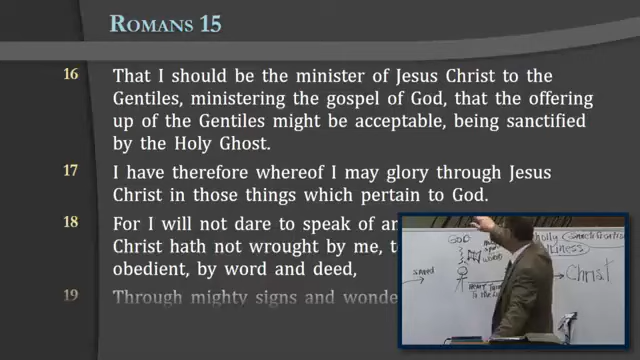 ROMANS 15
16 That I should be the minister of Jesus Christ to the
Gentiles, ministering the gospel of God, that the offering
up of the Gentiles might be acceptable, being sanctified
by the Holy Ghost.
17 I have therefore whereof I may glory through Jesus
Christ in those things which pertain to God.
18 For I will not dare to speak of an
Christ hath not wrought by me, t
obedient, by word and deed,
19 Through mighty signs and wonde
GOD
SAVED
Christ